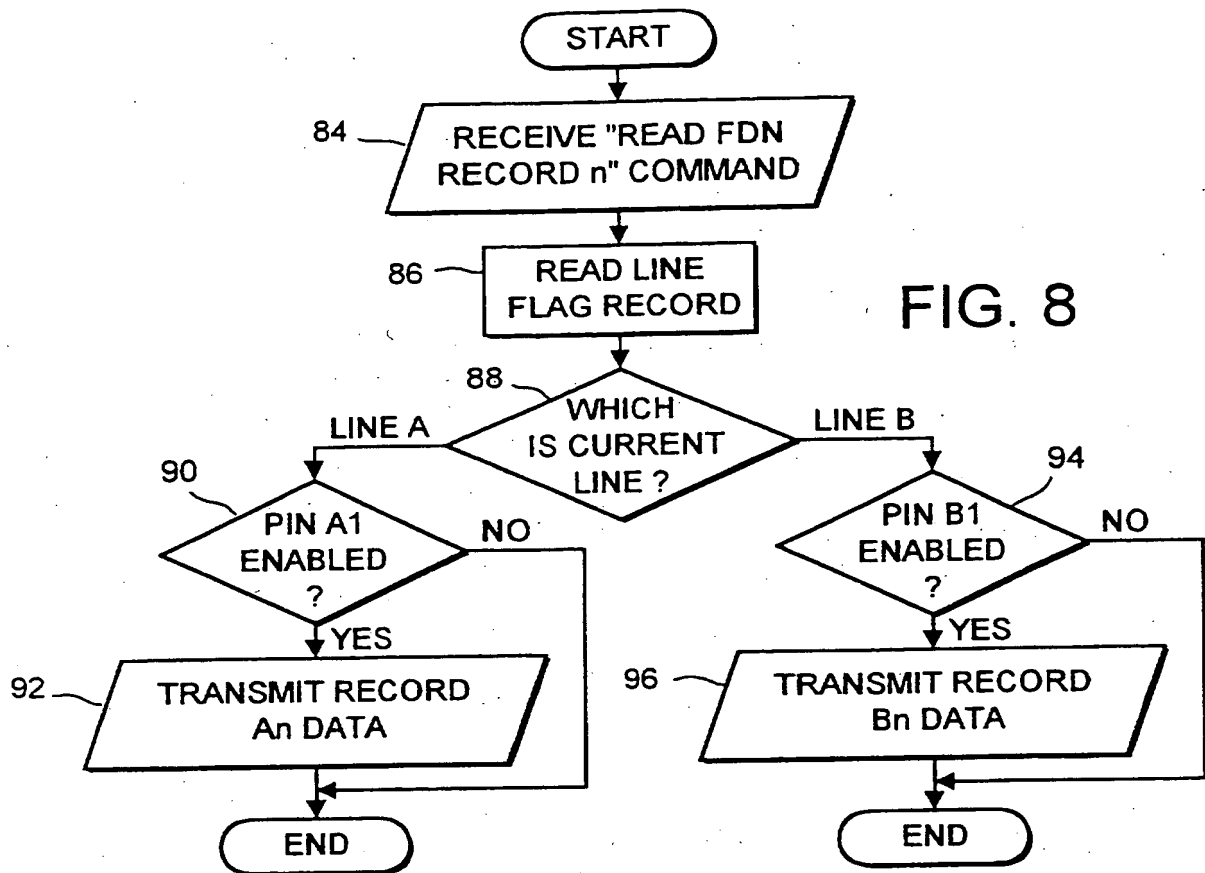 START
84
RECEIVE "READ FDN
RECORD n" COMMAND
86
READ LINE
FLAG RECORD
FIG. 8
88
WHICH
IS CURRENT
LINE ?
LINE A
LINE B
90
PIN A1
ENABLED
?
NO
YES
94
PIN B1
ENABLED
?
NO
YES
92
TRANSMIT RECORD
An DATA
96
TRANSMIT RECORD
Bn DATA
END
END